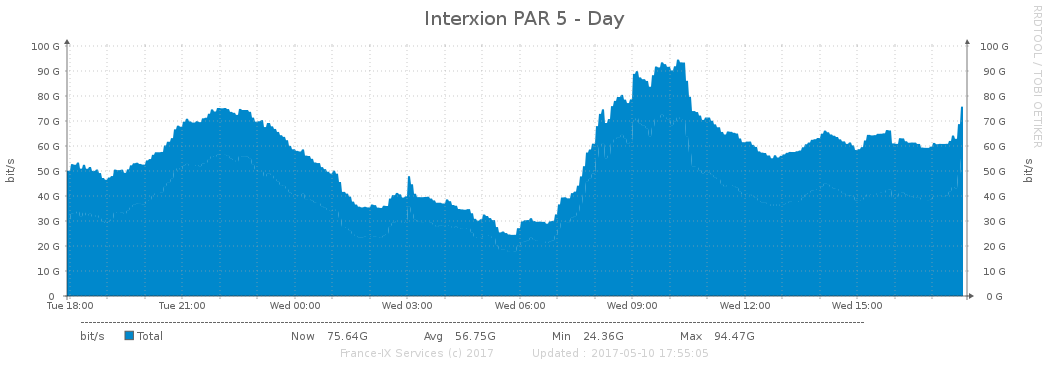 Interxion PAR 5 - Day
RRDTOOL / TOBI OETIKER
100 G 100 G
90 G 90 G
80 G 80 G
70 G 70 G
60 G 60 G
50 G 50 G
40 G 40 G
30 G 30 G
20 G 20 G
10 G 10 G
0 0 G
bit/s
bit/s
Tue 18:00 Tue 21:00 Wed 00:00 Wed 03:00 Wed 06:00 Wed 09:00 Wed 12:00 Wed 15:00
bit/s Total Now 75.64G Avg 56.75G Min 24.36G Max 94.47G
France-IX Services (c) 2017 Updated : 2017-05-10 17:55:05